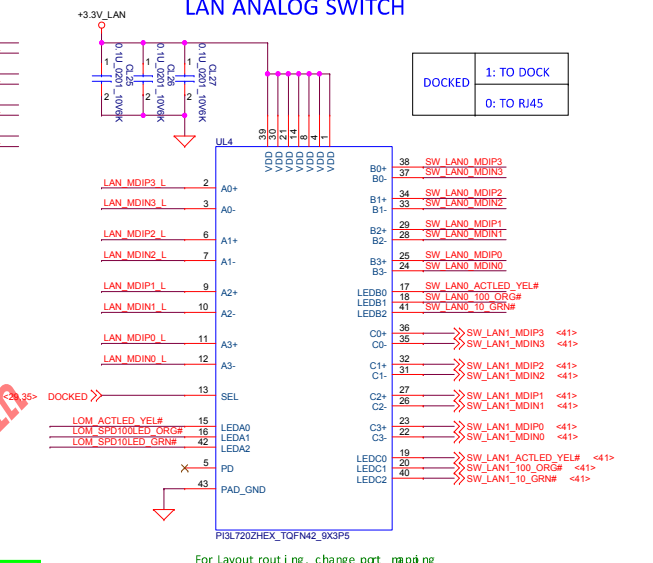 LAN ANALOG SWITCH
+3.3V_LAN
0.1U_0201_10V6K
CL25
1
2
0.1U_0201_10V6K
CL26
1
2
0.1U_0201_10V6K
CL27
1
2
DOCKED
1: TO DOCK
0: TO RJ45
UL4
39 30 21 14 8 4 1
VDD VDD VDD VDD VDD VDD VDD
LAN_MDIP3_L 2 A0+
LAN_MDIN3_L 3 A0-
LAN_MDIP2_L 6 A1+
LAN_MDIN2_L 7 A1-
LAN_MDIP1_L 9 A2+
LAN_MDIN1_L 10 A2-
LAN_MDIP0_L 11 A3+
LAN_MDIN0_L 12 A3-
<29,35> DOCKED 13 SEL
LOM_ACTLED_YEL# 15 LEDA0
LOM_SPD100LED_ORG# 16 LEDA1
LOM_SPD10LED_GRN# 42 LEDA2
5 PD
43 PAD_GND
B0+ 38 SW_LAN0_MDIP3
B0- 37 SW_LAN0_MDIN3
B1+ 34 SW_LAN0_MDIP2
B1- 33 SW_LAN0_MDIN2
B2+ 29 SW_LAN0_MDIP1
B2- 28 SW_LAN0_MDIN1
B3+ 25 SW_LAN0_MDIP0
B3- 24 SW_LAN0_MDIN0
LEDB0 17 SW_LAN0_ACTLED_YEL#
LEDB1 18 SW_LAN0_100_ORG#
LEDB2 41 SW_LAN0_10_GRN#
C0+ 36 SW_LAN1_MDIP3 <41>
C0- 35 SW_LAN1_MDIN3 <41>
C1+ 32 SW_LAN1_MDIP2 <41>
C1- 31 SW_LAN1_MDIN2 <41>
C2+ 27 SW_LAN1_MDIP1 <41>
C2- 26 SW_LAN1_MDIN1 <41>
C3+ 23 SW_LAN1_MDIP0 <41>
C3- 22 SW_LAN1_MDIN0 <41>
LEDC0 19 SW_LAN1_ACTLED_YEL# <41>
LEDC1 20 SW_LAN1_100_ORG# <41>
LEDC2 40 SW_LAN1_10_GRN# <41>
PI3L720ZHEX_TQFN42_9X3P5
For Layout routing, change port mapping